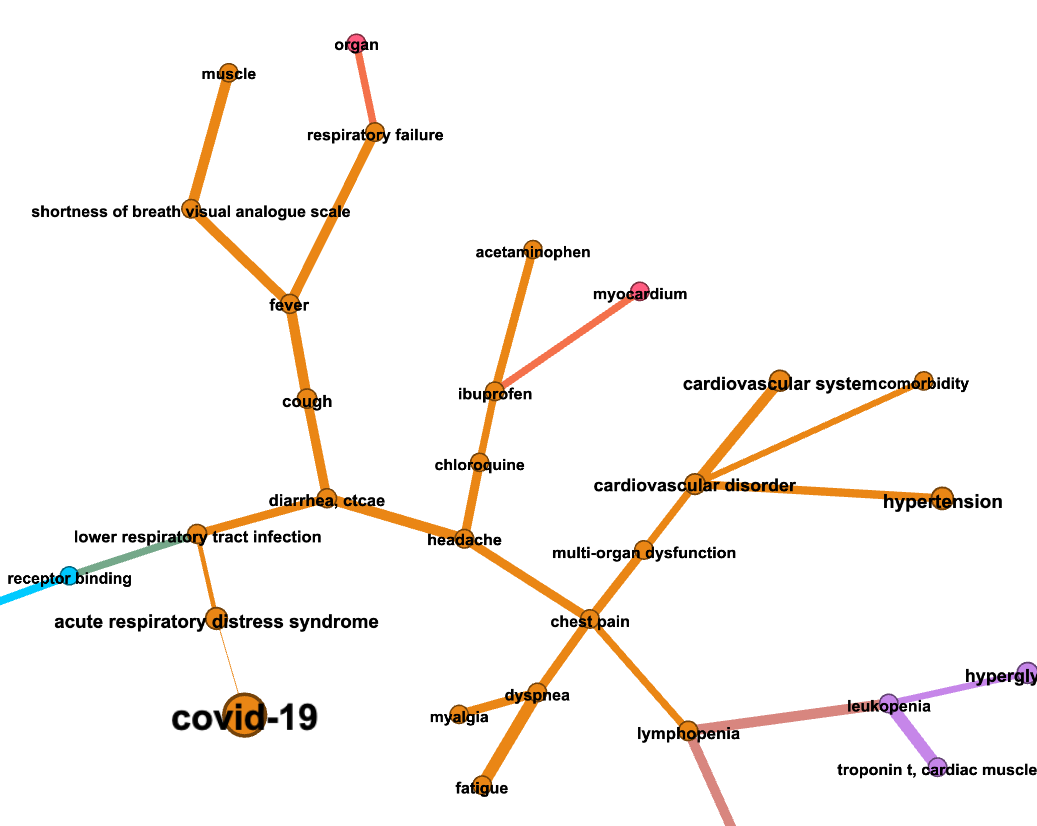 organ
muscle
respiratory failure
shortness of breath visual analogue scale
acetaminophen
myocardium
fever
cardiovascular system
comorbidity
ibuprofen
cough
chloroquine
cardiovascular disorder
diarrhea, ctcae
hypertension
lower respiratory tract infection
headache
multi-organ dysfunction
receptor binding
acute respiratory distress syndrome
chest pain
hypergly
dyspnea
leukopenia
covid-19
myalgia
lymphopenia
troponin t, cardiac muscle
fatigue